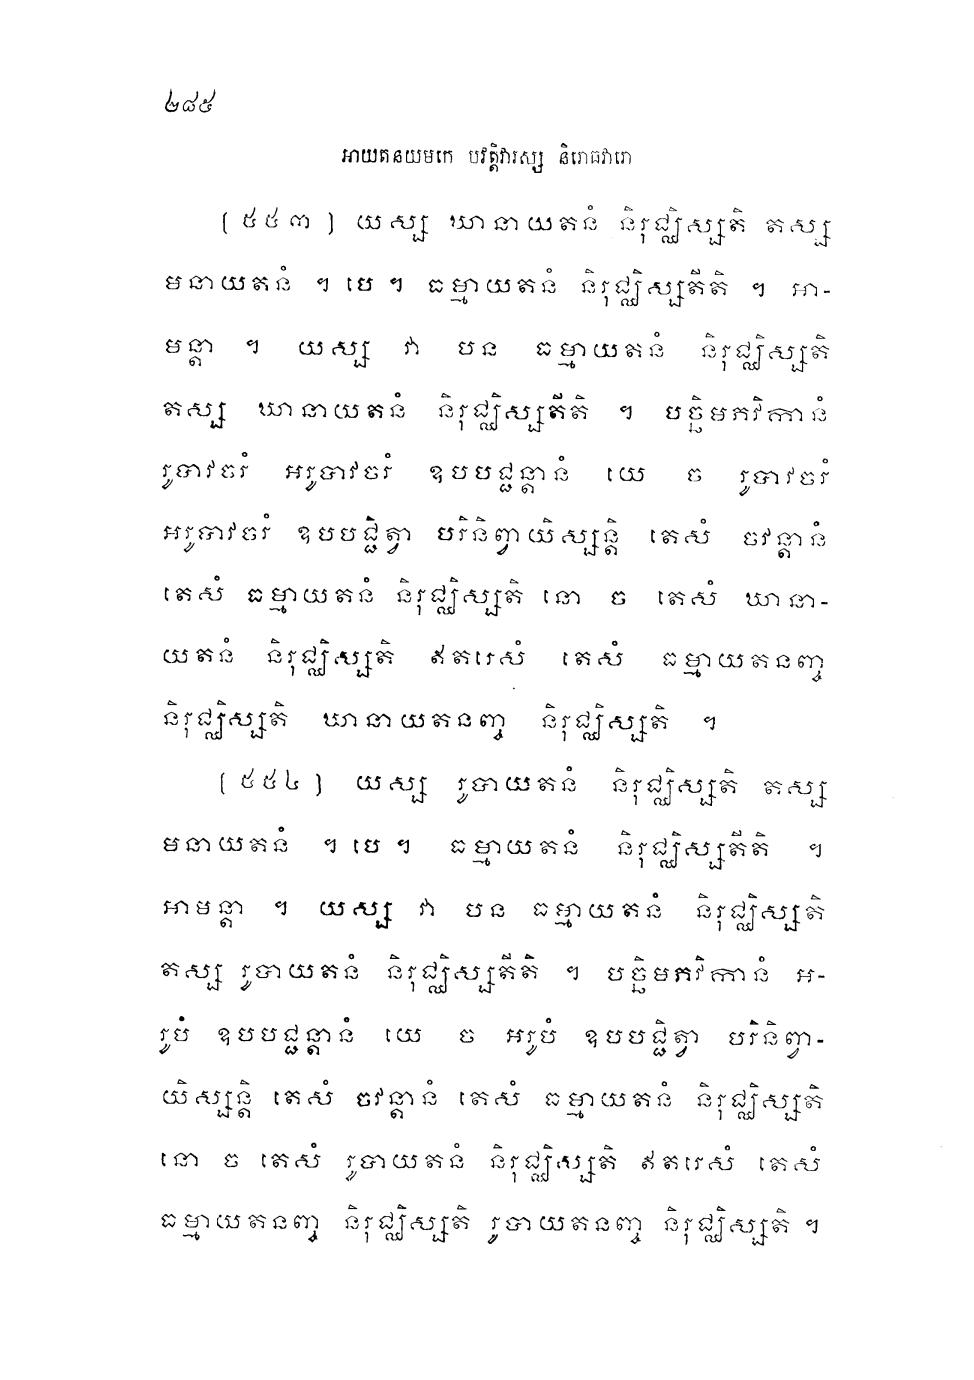 ២៨៥
អាយតនយមកេ បវត្តិវារស្ស និរោធវារោ
(៥៥៣) យស្ស ឃានាយតនំ និរុជ្ឈិស្សតិ តស្ស
មនាយតនំ ។ បេ ។ ធម្មាយតនំ និរុជ្ឈិស្សតីតិ ។ អា-
មន្តា ។ យស្ស វា បន ធម្មាយតនំ និរុជ្ឈិស្សតិ
តស្ស ឃានាយតនំ និរុជ្ឈិស្សតីតិ ។ បច្ឆិមភវិកានំ
រូបាវចរំ អរូបាវចរំ ឧបបជ្ជន្តានំ យេ ច រូបាវចរំ
អរូបាវចរំ ឧបបជ្ជិត្វា បរិនិព្វាយិស្សន្តិ តេសំ ចវន្តានំ
តេសំ ធម្មាយតនំ និរុជ្ឈិស្សតិ នោ ច តេសំ ឃានា-
យតនំ និរុជ្ឈិស្សតិ ឥតរេសំ តេសំ ធម្មាយតនញ្ច
និរុជ្ឈិស្សតិ ឃានាយតនញ្ច និរុជ្ឈិស្សតិ ។
(៥៥៤) យស្ស រូបាយតនំ និរុជ្ឈិស្សតិ តស្ស
មនាយតនំ ។ បេ ។ ធម្មាយតនំ និរុជ្ឈិស្សតីតិ ។
អាមន្តា ។ យស្ស វា បន ធម្មាយតនំ និរុជ្ឈិស្សតិ
តស្ស រូបាយតនំ និរុជ្ឈិស្សតីតិ ។ បច្ឆិមភវិកានំ អ-
រូបំ ឧបបជ្ជន្តានំ យេ ច អរូបំ ឧបបជ្ជិត្វា បរិនិព្វា-
យិស្សន្តិ តេសំ ចវន្តានំ តេសំ ធម្មាយតនំ និរុជ្ឈិស្សតិ
នោ ច តេសំ រូបាយតនំ និរុជ្ឈិស្សតិ ឥតរេសំ តេសំ
ធម្មាយតនញ្ច និរុជ្ឈិស្សតិ រូបាយតនញ្ច និរុជ្ឈិស្សតិ ។